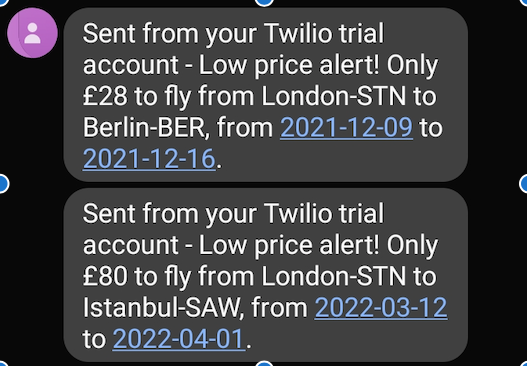 Sent from your Twilio trial
account - Low price alert! Only
£28 to fly from London-STN to
Berlin-BER, from 2021-12-09 to
2021-12-16.
Sent from your Twilio trial
account - Low price alert! Only
£80 to fly from London-STN to
Istanbul-SAW, from 2022-03-12
to 2022-04-01.